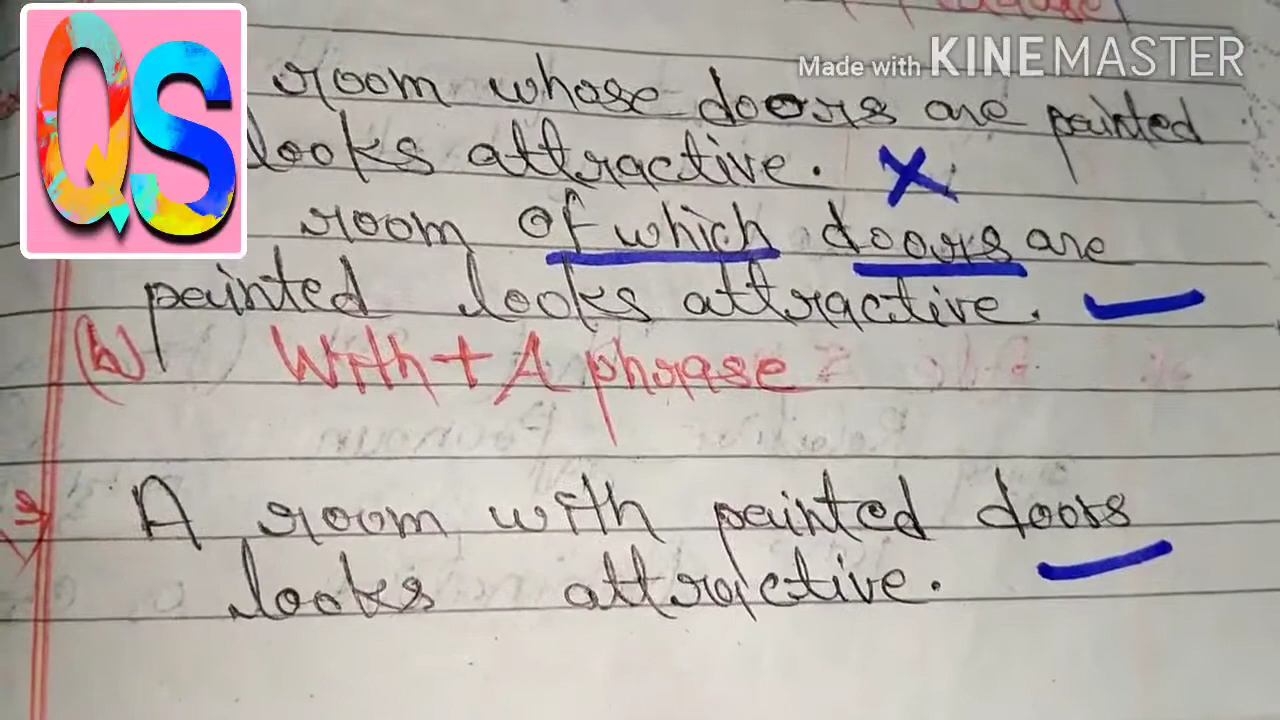 QS
Made with KINEMASTER
room whose doors are painted
looks attractive. ×
room of which doors are
painted looks attractive.
(b) With + A phrase
A room with painted doors
looks attractive.